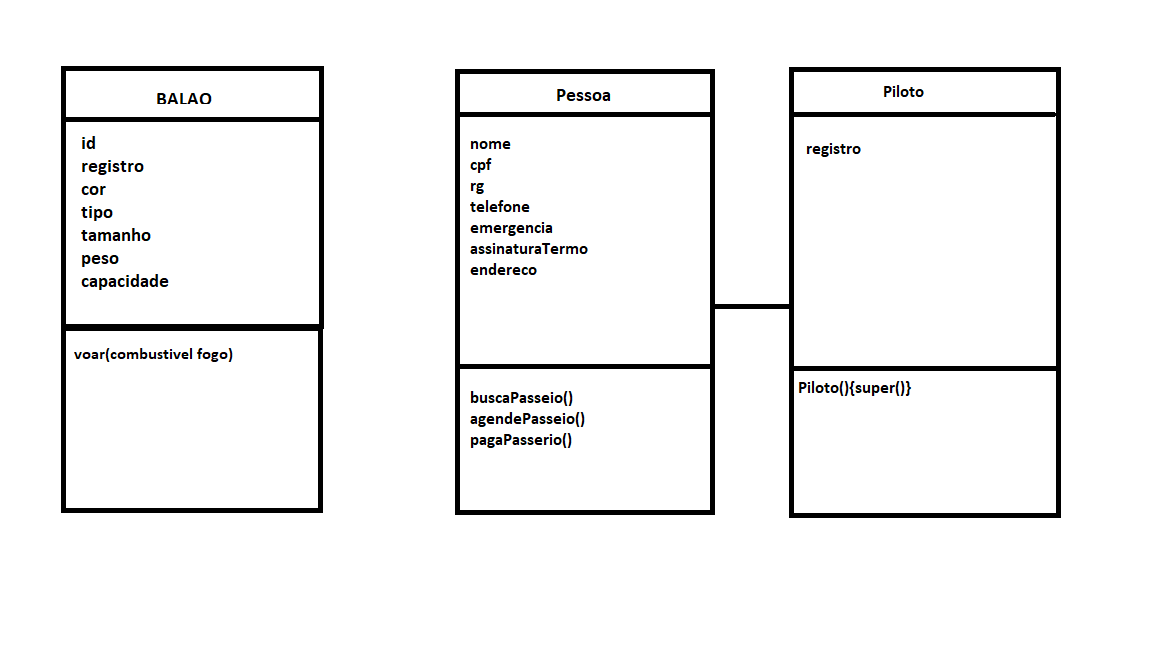 BALAO
id
registro
cor
tipo
tamanho
peso
capacidade
voar(combustivel fogo)
Pessoa
nome
cpf
rg
telefone
emergencia
assinaturaTermo
endereco
buscaPasseio()
agendePasseio()
pagaPasserio()
Piloto
registro
Piloto(){super()}